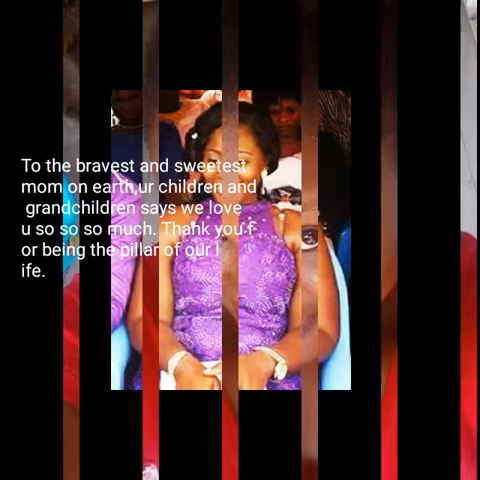 To the bravest and sweetest
mom on earth,ur children and
grandchildren says we love
u so so so much. Thank you f
or being the pillar of our l
ife.